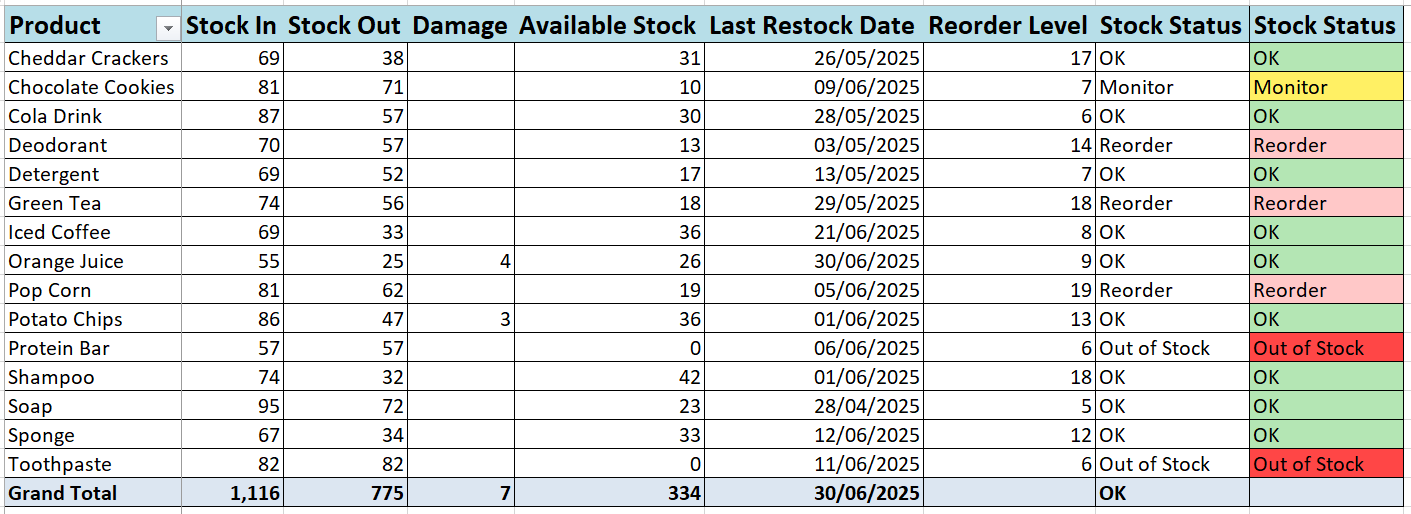 Product Stock In Stock Out Damage Available Stock Last Restock Date Reorder Level Stock Status Stock Status
Cheddar Crackers 69 38 31 26/05/2025 17 OK OK
Chocolate Cookies 81 71 10 09/06/2025 7 Monitor Monitor
Cola Drink 87 57 30 28/05/2025 6 OK OK
Deodorant 70 57 13 03/05/2025 14 Reorder Reorder
Detergent 69 52 17 13/05/2025 7 OK OK
Green Tea 74 56 18 29/05/2025 18 Reorder Reorder
Iced Coffee 69 33 36 21/06/2025 8 OK OK
Orange Juice 55 25 4 26 30/06/2025 9 OK OK
Pop Corn 81 62 19 05/06/2025 19 Reorder Reorder
Potato Chips 86 47 3 36 01/06/2025 13 OK OK
Protein Bar 57 57 0 06/06/2025 6 Out of Stock Out of Stock
Shampoo 74 32 42 01/06/2025 18 OK OK
Soap 95 72 23 28/04/2025 5 OK OK
Sponge 67 34 33 12/06/2025 12 OK OK
Toothpaste 82 82 0 11/06/2025 6 Out of Stock Out of Stock
Grand Total 1,116 775 7 334 30/06/2025 OK